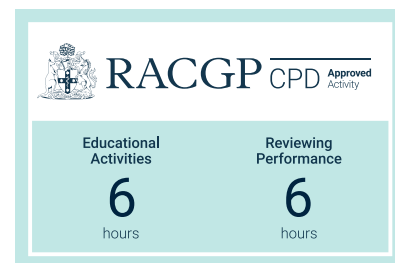 RACGP CPD Approved Activity
Educational Activities
6
hours
Reviewing Performance
6
hours